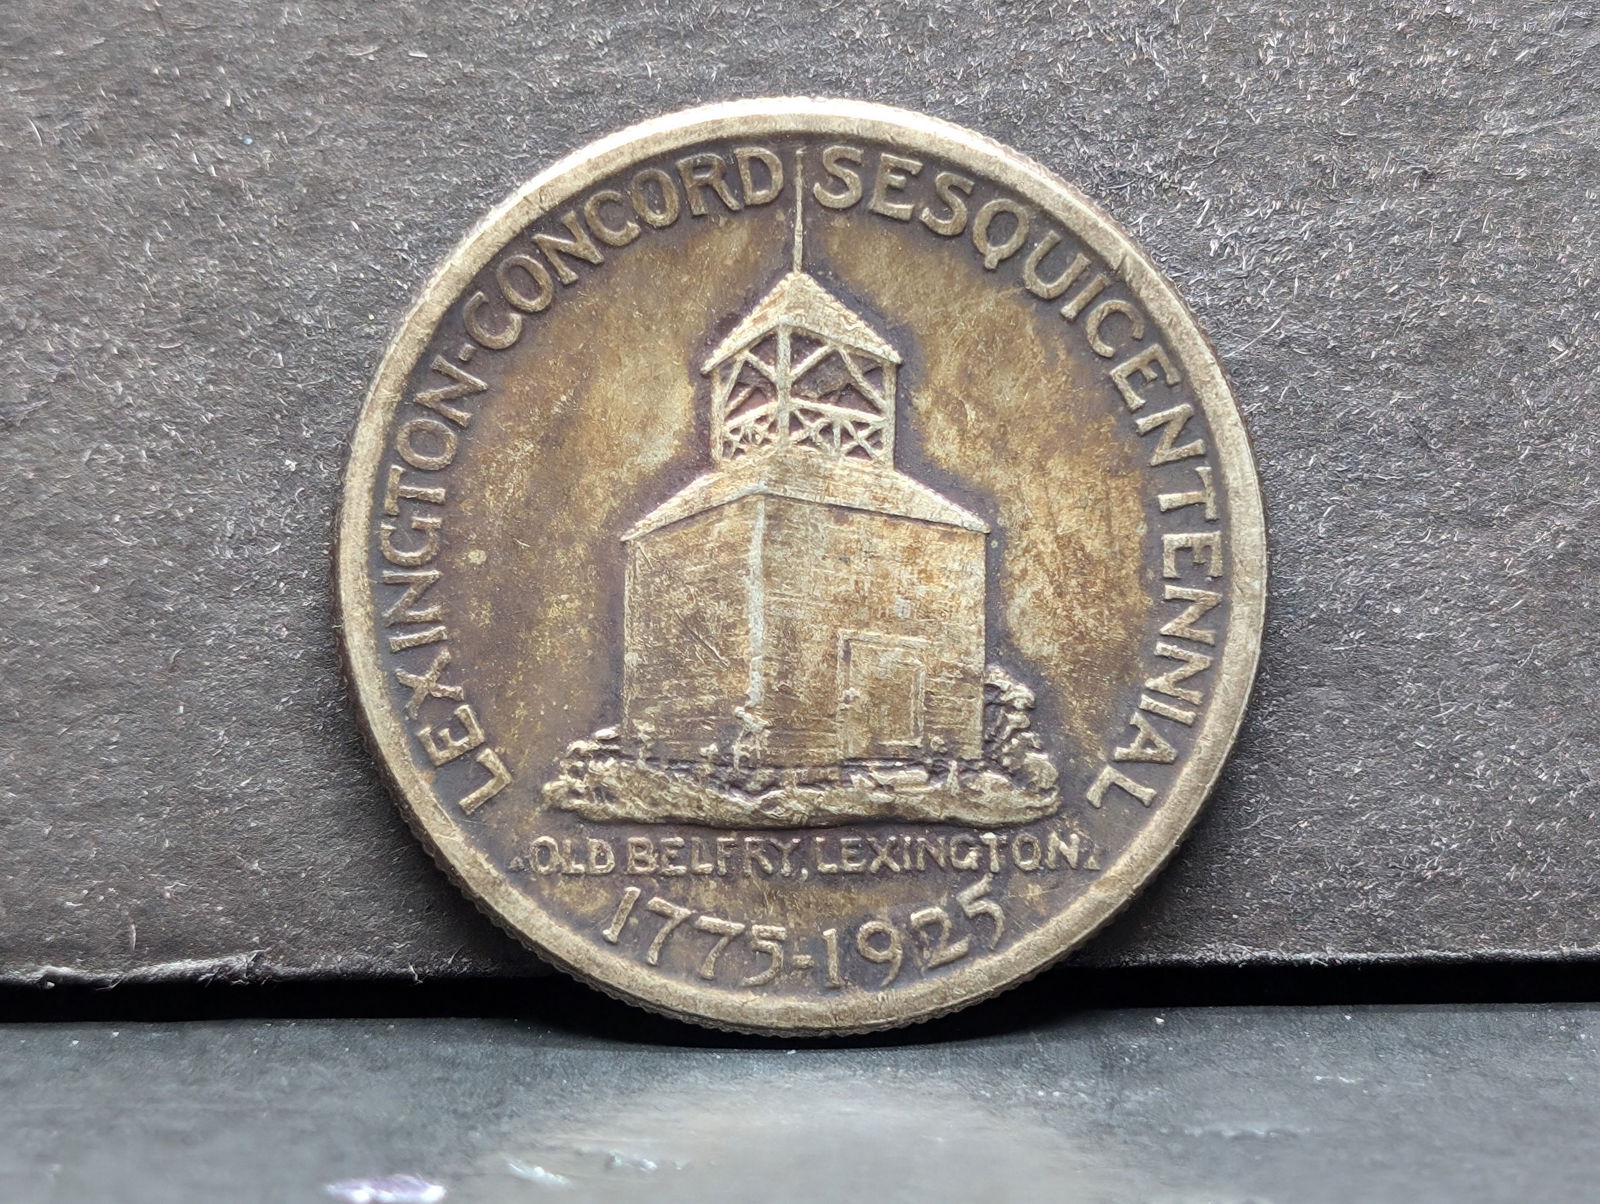 LEXINGTON-CONCORD SESQUICENTENNIAL
OLD BELFRY, LEXINGTON
1775-1925